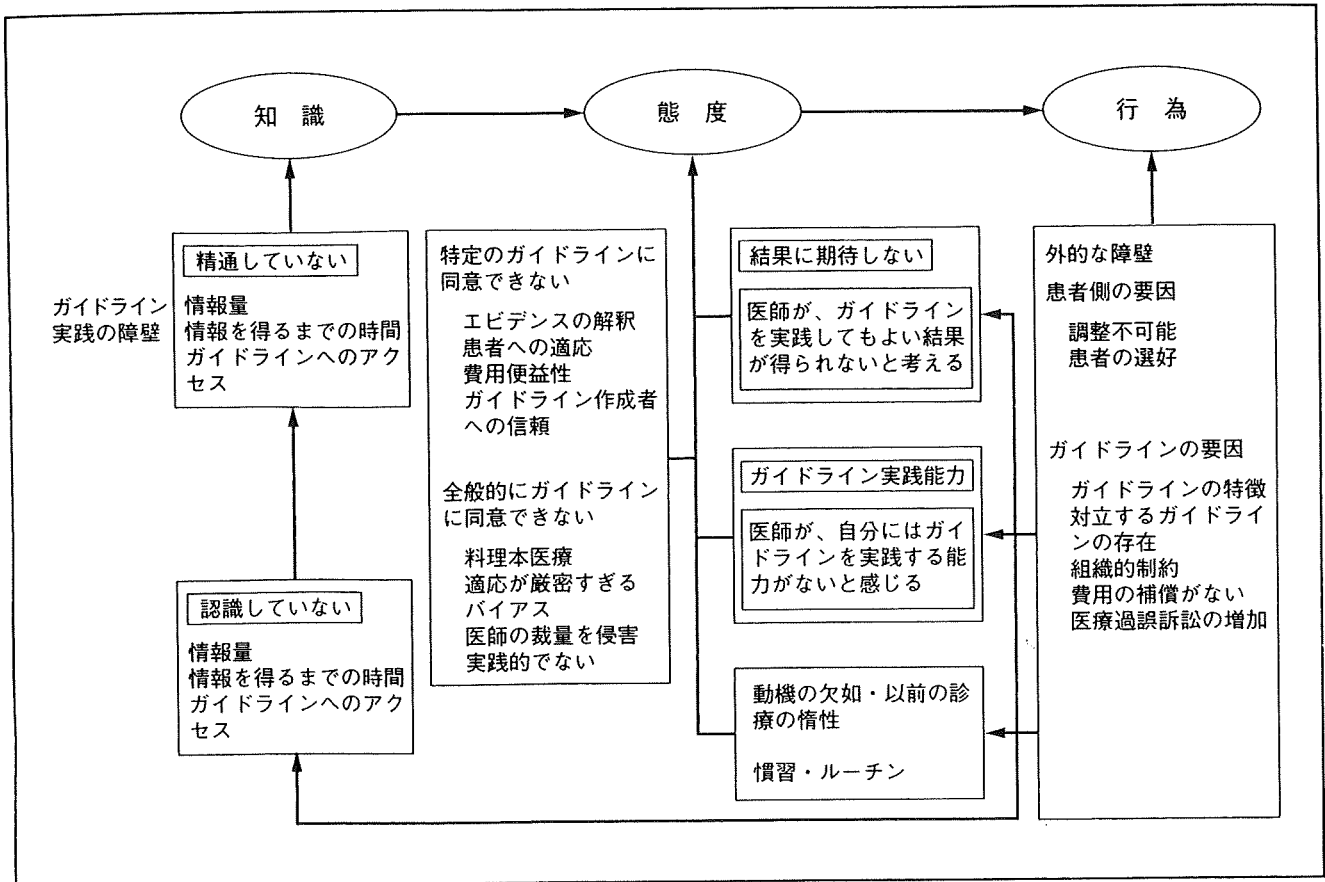 知識
態度
行為
ガイドライン
実践の障壁
精通していない
情報量
情報を得るまでの時間
ガイドラインへのアク
セス
認識していない
情報量
情報を得るまでの時間
ガイドラインへのアク
セス
特定のガイドラインに
同意できない
エビデンスの解釈
患者への適応
費用便益性
ガイドライン作成者
への信頼
全般的にガイドライン
に同意できない
料理本医療
適応が厳密すぎる
バイアス
医師の裁量を侵害
実践的でない
結果に期待しない
医師が、ガイドライン
を実践してもよい結果
が得られないと考える
ガイドライン実践能力
医師が、自分にはガイ
ドラインを実践する能
力がないと感じる
動機の欠如・以前の診
療の惰性
慣習・ルーチン
外的な障壁
患者側の要因
調整不可能
患者の選好
ガイドラインの要因
ガイドラインの特徴
対立するガイドライ
ンの存在
組織的制約
費用の補償がない
医療過誤訴訟の増加